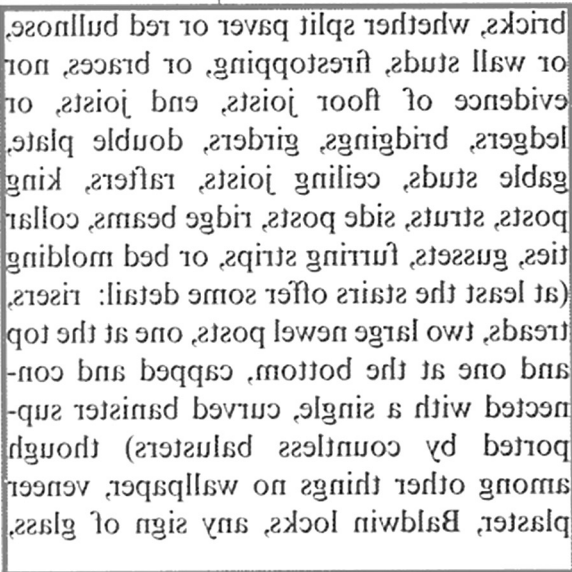 bricks, whether split paver or red bullnose,
or wall studs, firestopping, or braces, nor
evidence of floor joists, end joists, or
ledgers, bridgings, girders, double plate,
gable studs, ceiling joists, rafters, king
posts, struts, side posts, ridge beams, collar
ties, gussets, furring strips, or bed molding
(at least the stairs offer some detail: risers,
treads, two large newel posts, one at the top
and one at the bottom, capped and con-
nected with a single, curved banister sup-
ported by countless balusters) though
among other things no wallpaper, veneer
plaster, Baldwin locks, any sign of glass,